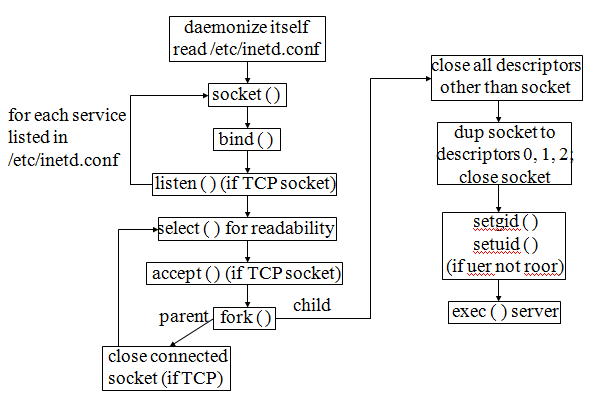 daemonize itself
read /etc/inetd.conf
socket ( )
for each service
listed in
/etc/inetd.conf
bind ( )
listen ( ) (if TCP socket)
select ( ) for readability
accept ( ) (if TCP socket)
fork ( )
parent
child
close connected
socket (if TCP)
close all descriptors
other than socket
dup socket to
descriptors 0, 1, 2;
close socket
setgid ( )
setuid ( )
(if uer not roor)
exec ( ) server